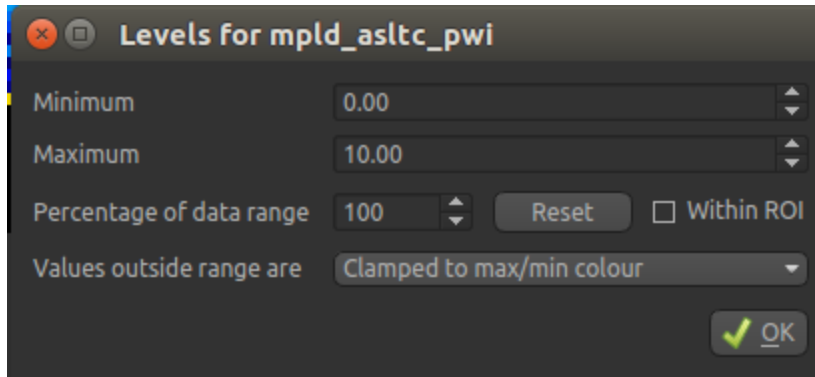 Levels for mpld_asltc_pwi
Minimum 0.00
Maximum 10.00
Percentage of data range 100 Reset Within ROI
Values outside range are Clamped to max/min colour
OK